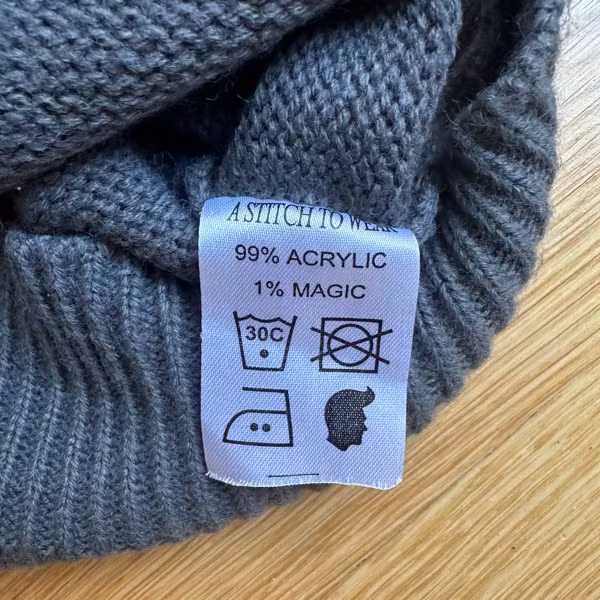 A STITCH TO WEAR
99% ACRYLIC
1% MAGIC
30C